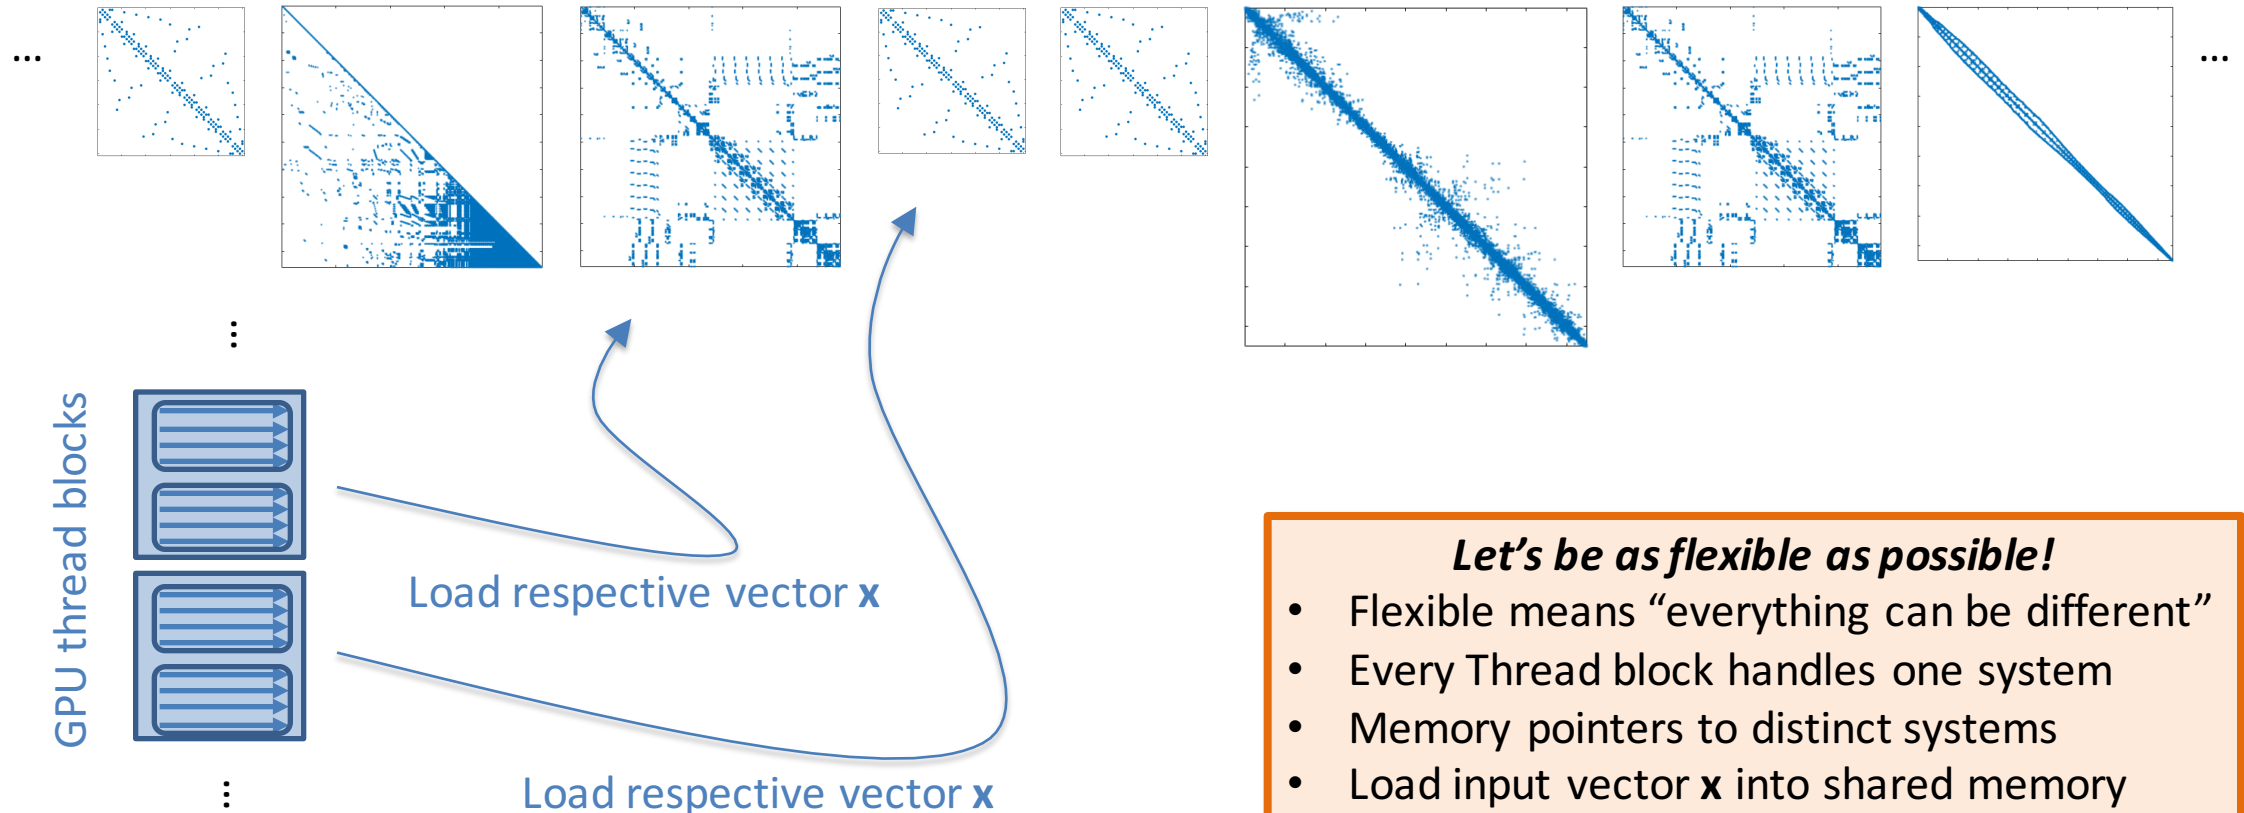 ...
...
...
GPU thread blocks
Load respective vector x
Load respective vector x
...
Let's be as flexible as possible!
• Flexible means “everything can be different”
• Every Thread block handles one system
• Memory pointers to distinct systems
• Load input vector x into shared memory